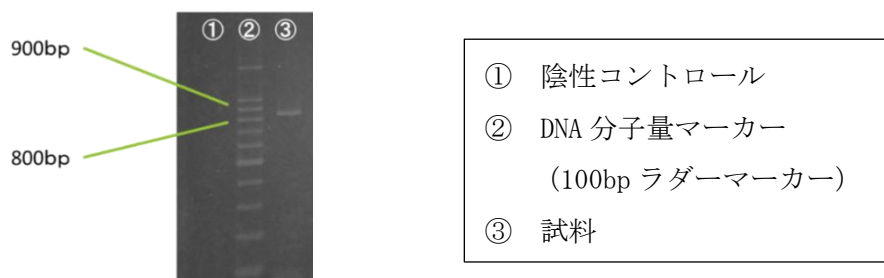 ① ② ③
900bp
800bp
① 陰性コントロール
② DNA 分子量マーカー
(100bp ラダーマーカー)
③ 試料